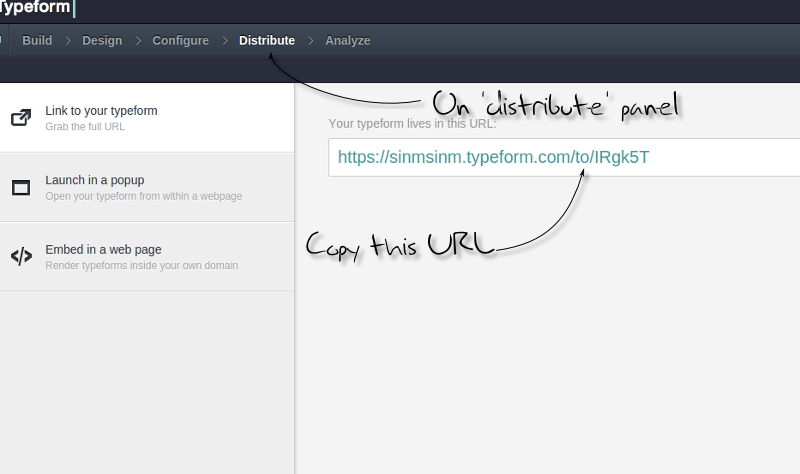 Typeform
Build > Design > Configure > Distribute > Analyze
On 'distribute' panel
Link to your typeform
Grab the full URL
Launch in a popup
Open your typeform from within a webpage
Embed in a web page
Render typeforms inside your own domain
Your typeform lives in this URL:
https://sinmsinm.typeform.com/to/IRgk5T
Copy this URL